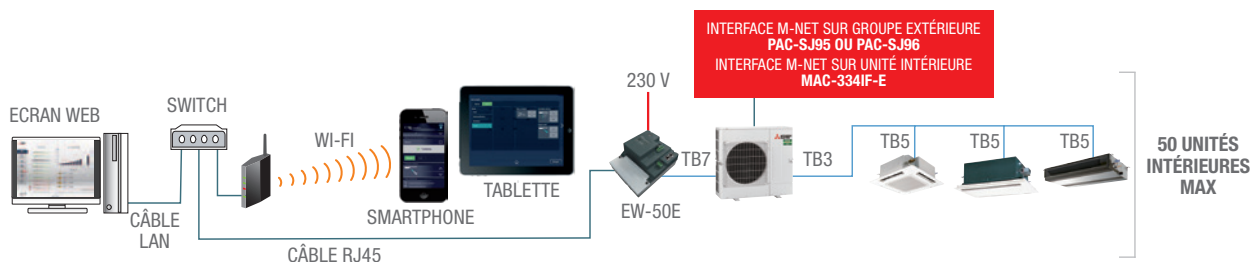 INTERFACE M-NET SUR GROUPE EXTÉRIEURE
PAC-SJ95 OU PAC-SJ96
INTERFACE M-NET SUR UNITÉ INTÉRIEURE
MAC-334IF-E
230 V
ECRAN WEB
SWITCH
WI-FI
TB7
TB3
TB5
TB5
TB5
50 UNITÉS
INTÉRIEURES
MAX
TABLETTE
SMARTPHONE
EW-50E
CÂBLE
LAN
CÂBLE RJ45